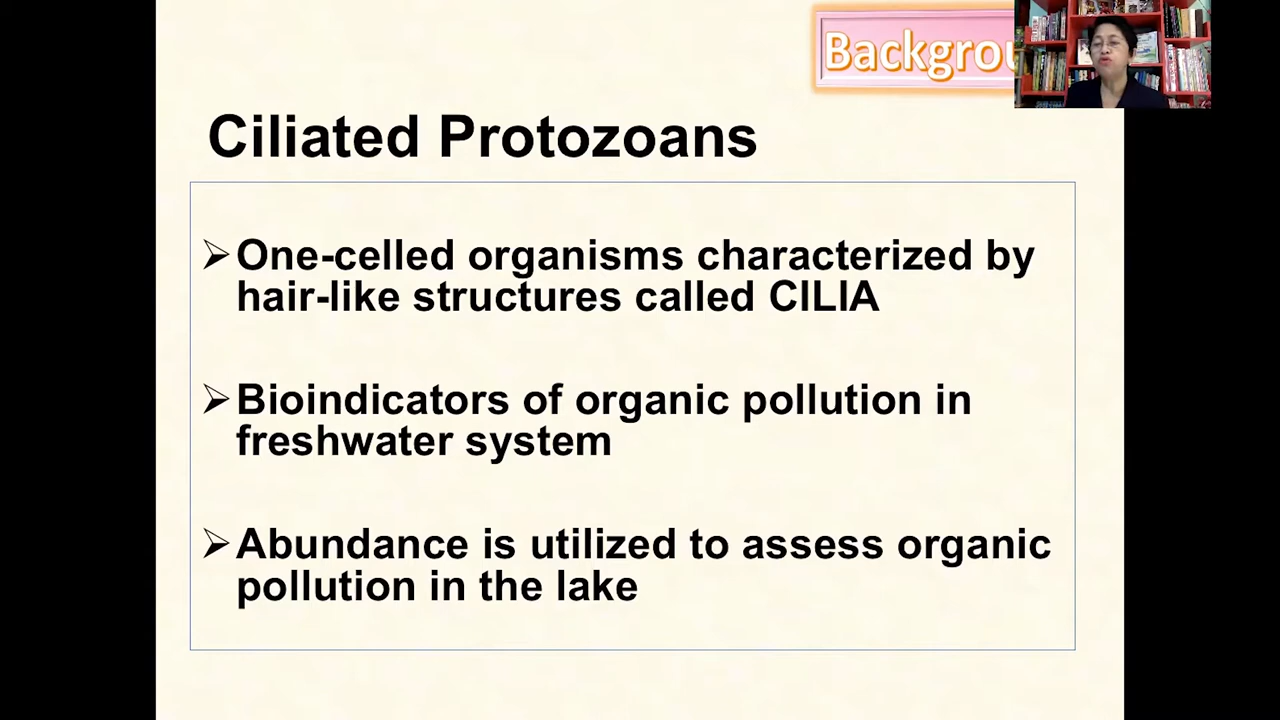 Backgrou
Ciliated Protozoans
➢One-celled organisms characterized by
hair-like structures called CILIA
➢Bioindicators of organic pollution in
freshwater system
➢Abundance is utilized to assess organic
pollution in the lake